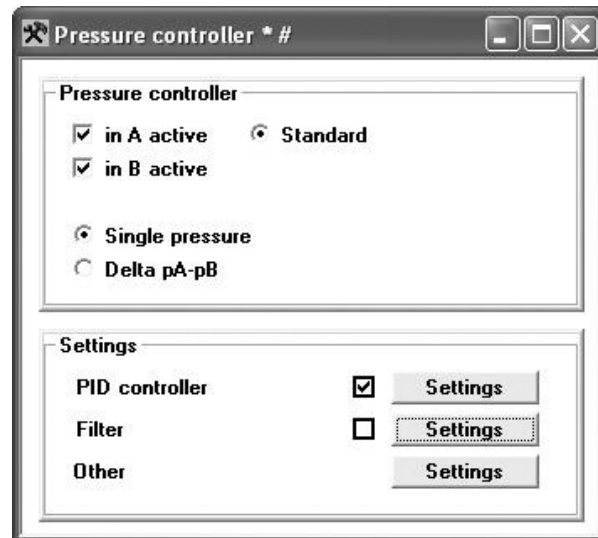 Pressure controller * #
Pressure controller
in A active Standard
in B active
Single pressure
Delta pA-pB
Settings
PID controller Settings
Filter Settings
Other Settings